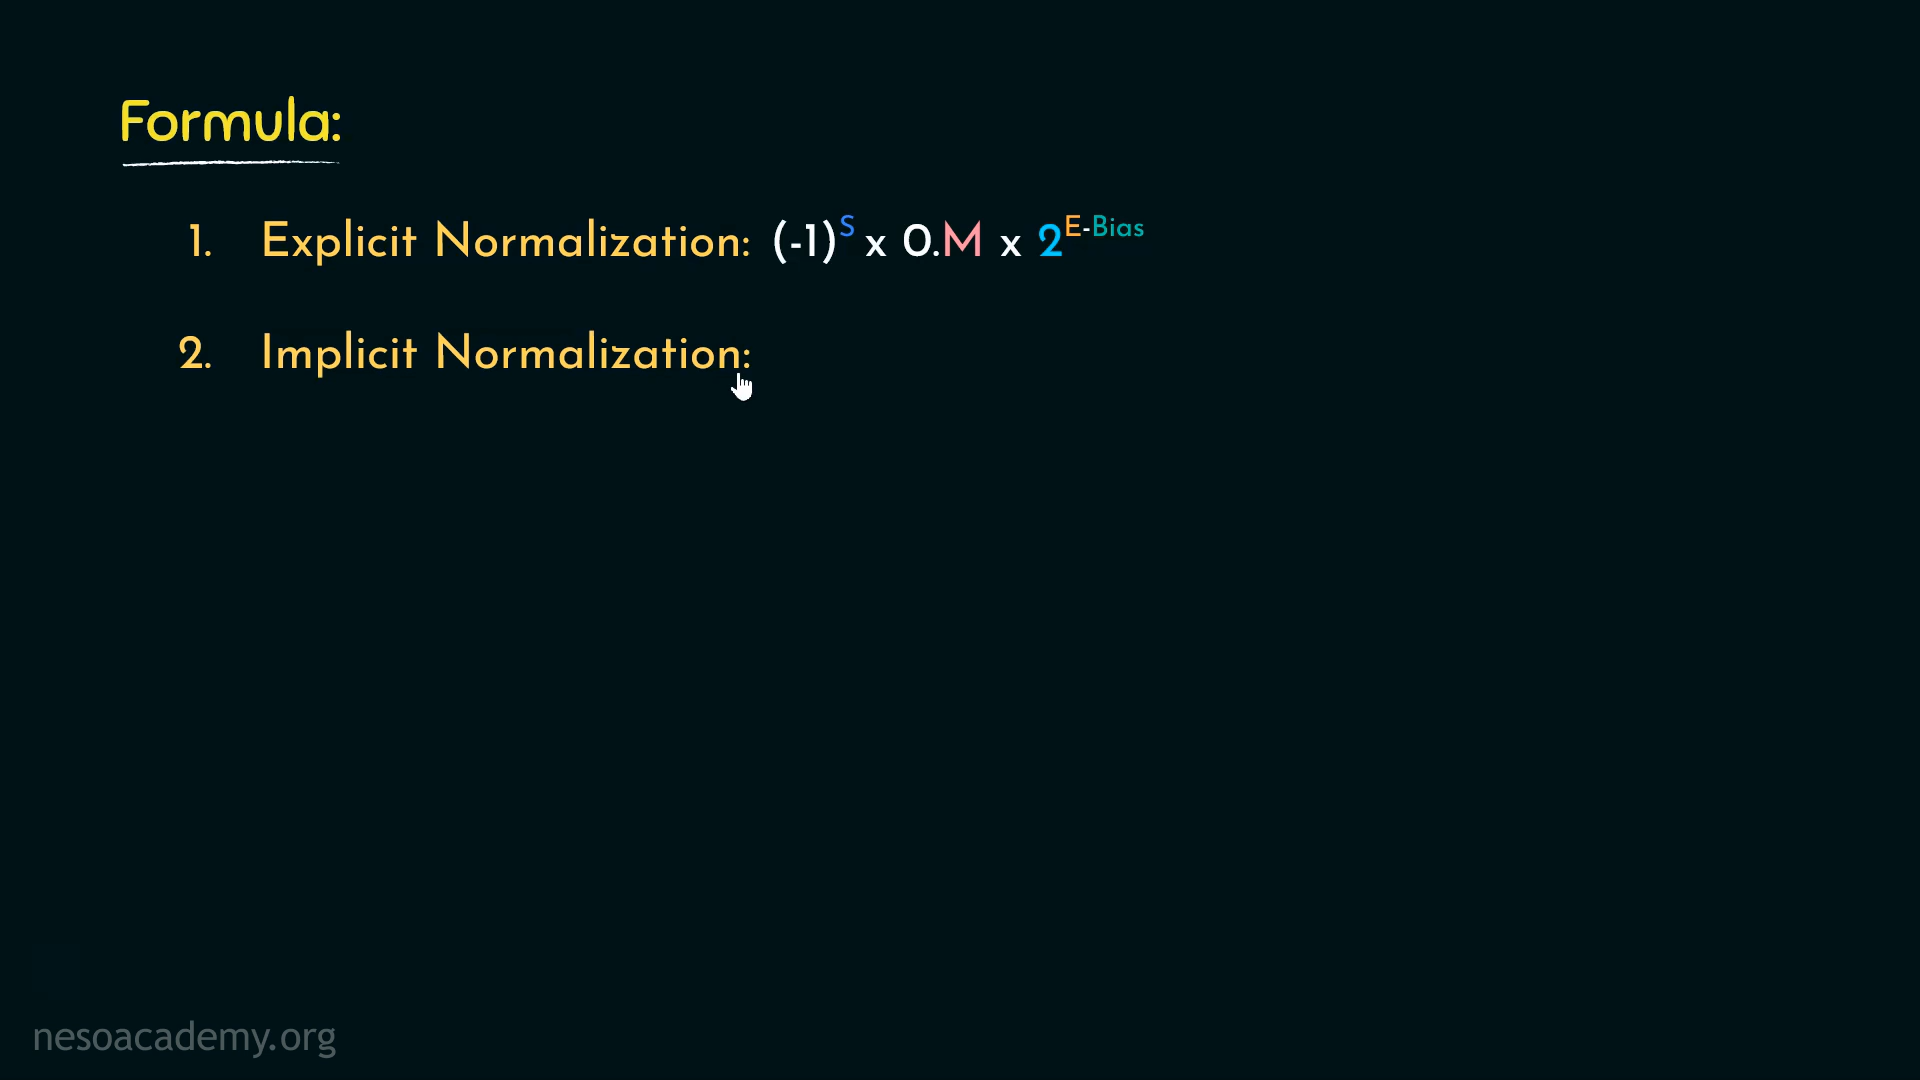 Formula:
1. Explicit Normalization: (-1)^S x 0.M x 2^E-Bias
2. Implicit Normalization:
nesoacademy.org